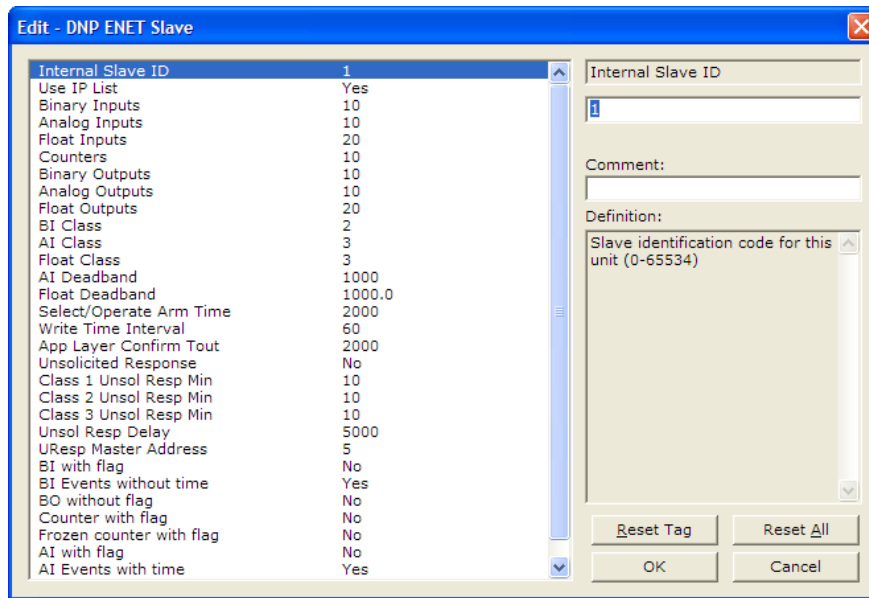 Edit - DNP ENET Slave
Internal Slave ID 1
Use IP List Yes
Binary Inputs 10
Analog Inputs 10
Float Inputs 20
Counters 10
Binary Outputs 10
Analog Outputs 10
Float Outputs 20
BI Class 2
AI Class 3
Float Class 3
AI Deadband 1000
Float Deadband 1000.0
Select/Operate Arm Time 2000
Write Time Interval 60
App Layer Confirm Tout 2000
Unsolicited Response No
Class 1 Unsol Resp Min 10
Class 2 Unsol Resp Min 10
Class 3 Unsol Resp Min 10
Unsol Resp Delay 5000
UResp Master Address 5
BI with flag No
BI Events without time Yes
BO without flag No
Counter with flag No
Frozen counter with flag No
AI with flag No
AI Events with time Yes
Internal Slave ID
1
Comment:
Definition:
Slave identification code for this
unit (0-65534)
Reset Tag Reset All
OK Cancel